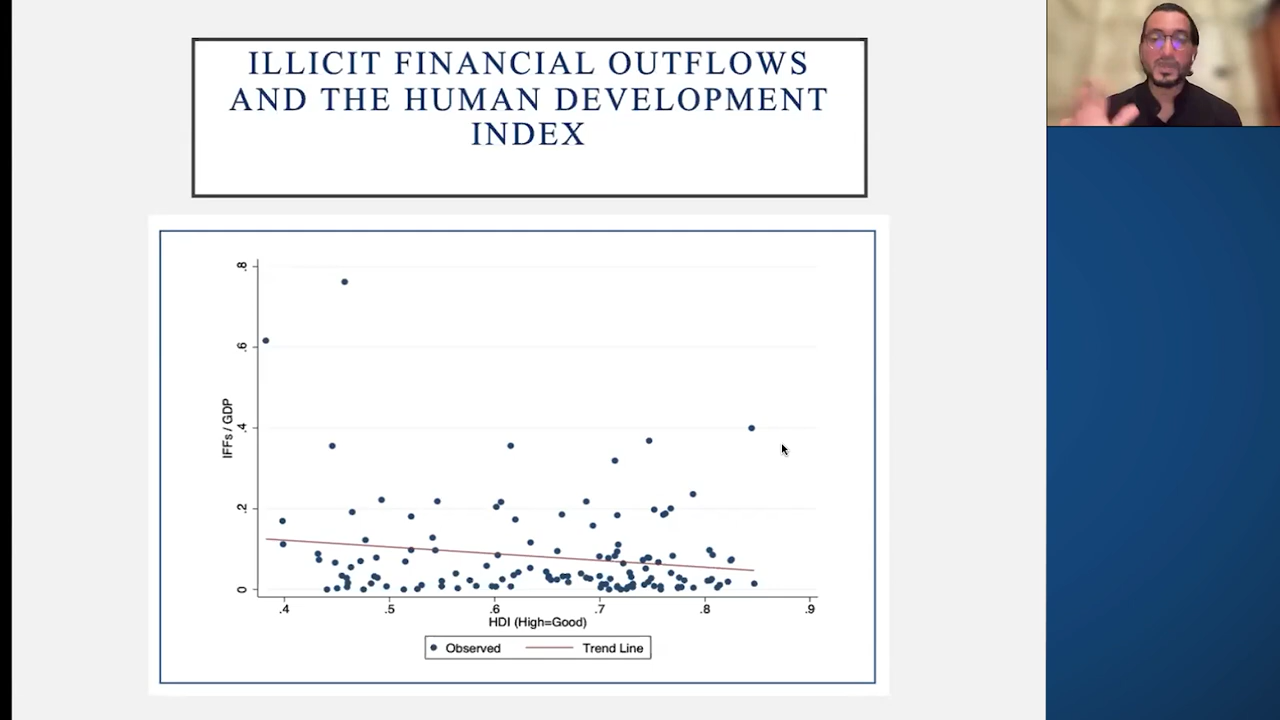 ILLICIT FINANCIAL OUTFLOWS
AND THE HUMAN DEVELOPMENT
INDEX
.8
.6
.4
.2
0
IFFs / GDP
.4 .5 .6 .7 .8 .9
HDI (High=Good)
Observed Trend Line